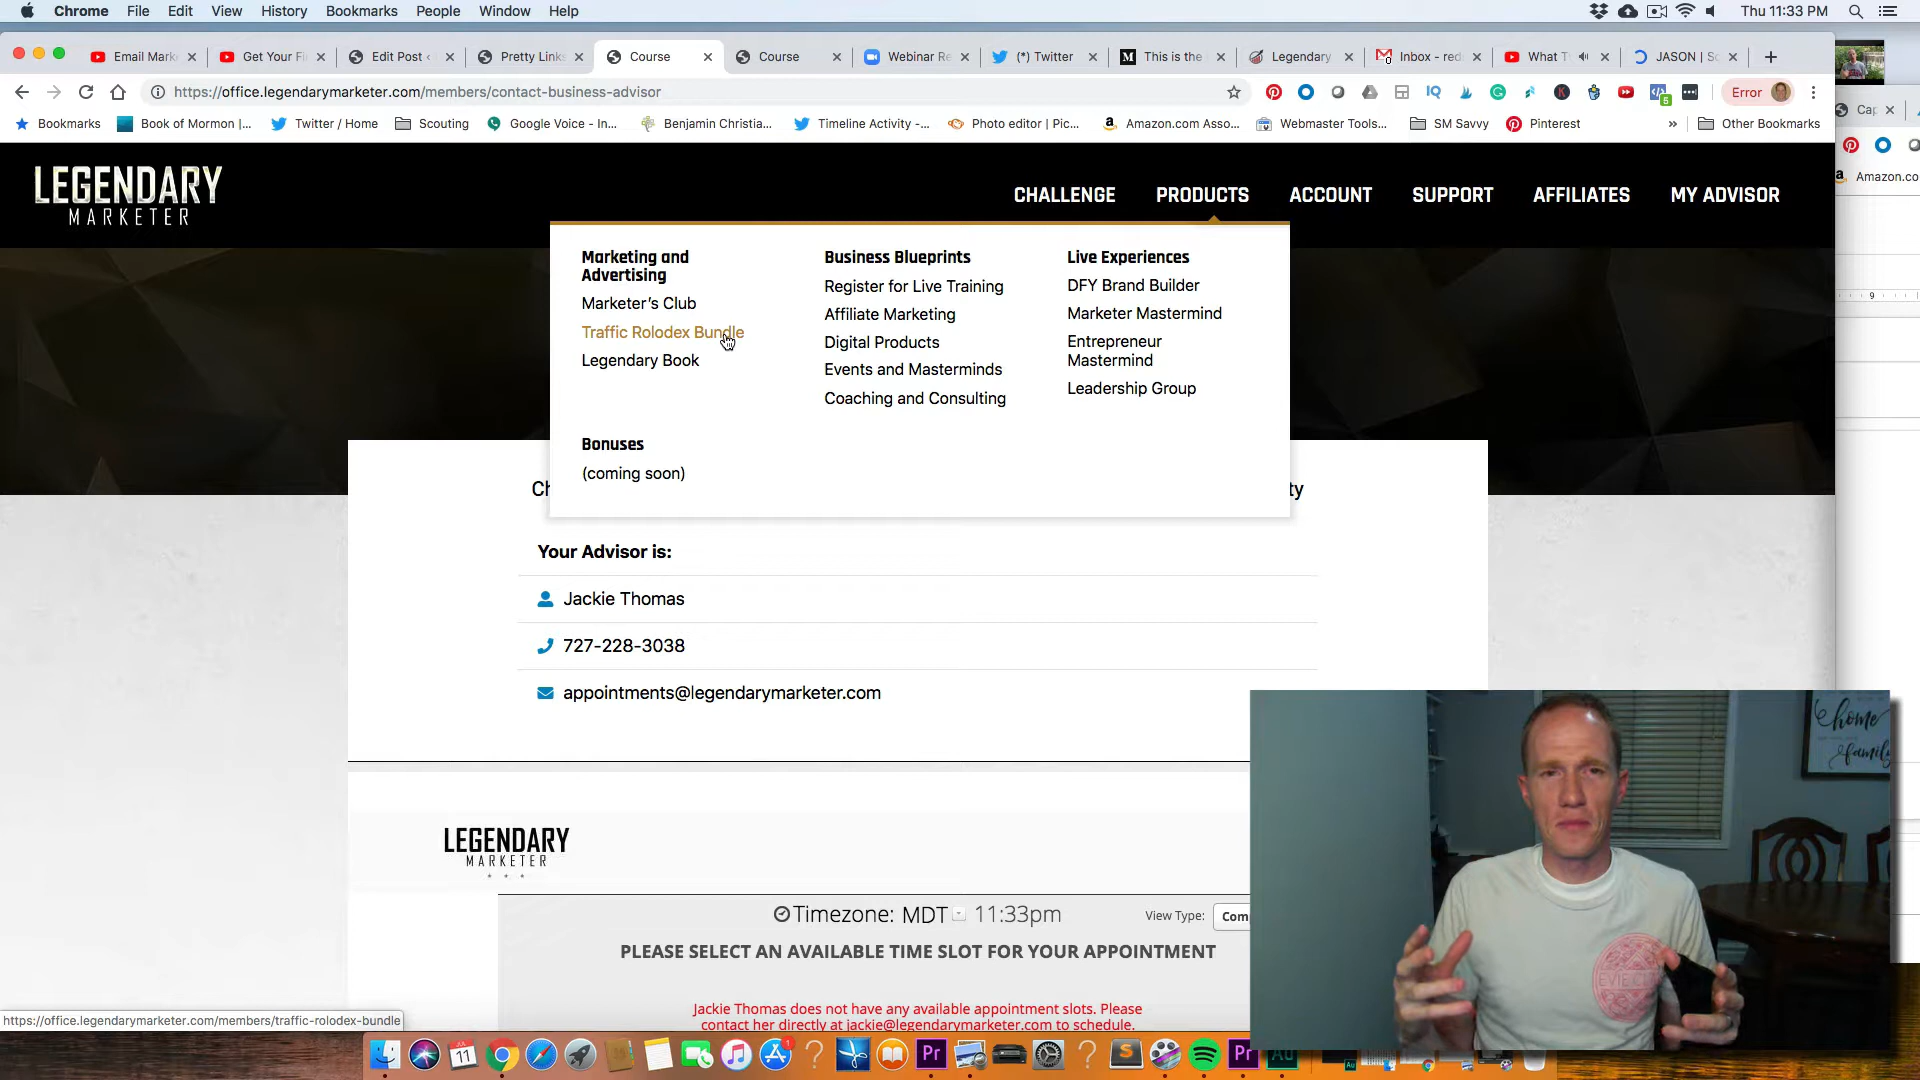 Chrome File Edit View History Bookmarks People Window Help
Thu 11:33 PM
Email Mark
Get Your Fi
Edit Post ‹
Pretty Links
Course
Course
Webinar Re
(*) Twitter
This is the
Legendary
Inbox - red
What T
JASON | Sc
https://office.legendarymarketer.com/members/contact-business-advisor
Error
Bookmarks
Book of Mormon |...
Twitter / Home
Scouting
Google Voice - In...
Benjamin Christia...
Timeline Activity -...
Photo editor | Pic...
Amazon.com Asso...
Webmaster Tools...
SM Savvy
Pinterest
»
Other Bookmarks
Amazon.co
LEGENDARY
MARKETER
CHALLENGE PRODUCTS ACCOUNT SUPPORT AFFILIATES MY ADVISOR
Marketing and
Advertising
Marketer's Club
Traffic Rolodex Bundle
Legendary Book
Business Blueprints
Register for Live Training
Affiliate Marketing
Digital Products
Events and Masterminds
Coaching and Consulting
Live Experiences
DFY Brand Builder
Marketer Mastermind
Entrepreneur
Mastermind
Leadership Group
Bonuses
(coming soon)
Ch
ty
Your Advisor is:
Jackie Thomas
727-228-3038
appointments@legendarymarketer.com
LEGENDARY
MARKETER
Timezone: MDT 11:33pm
View Type: Com
PLEASE SELECT AN AVAILABLE TIME SLOT FOR YOUR APPOINTMENT
Jackie Thomas does not have any available appointment slots. Please
contact her directly at jackie@legendarymarketer.com to schedule.
https://office.legendarymarketer.com/members/traffic-rolodex-bundle
home
family